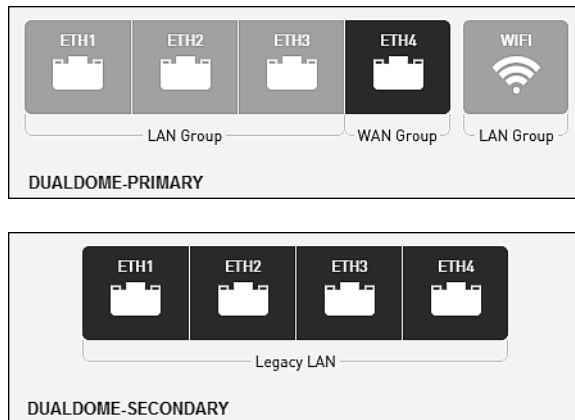 ETH1 ETH2 ETH3 ETH4 WIFI
LAN Group WAN Group LAN Group
DUALDOME-PRIMARY
ETH1 ETH2 ETH3 ETH4
Legacy LAN
DUALDOME-SECONDARY